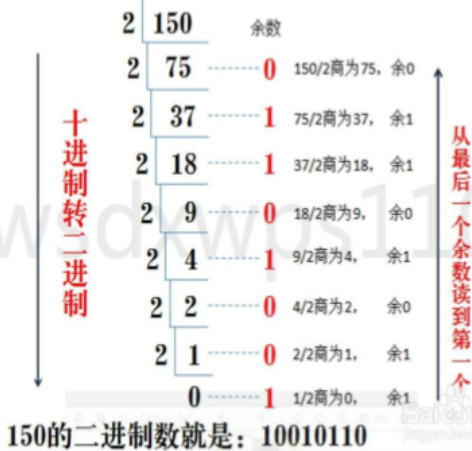 2 150 余数
2 75 0 150/2商为75, 余0
2 37 1 75/2商为37, 余1
2 18 1 37/2商为18, 余1
2 9 0 18/2商为9, 余0
2 4 1 9/2商为4, 余1
2 2 0 4/2商为2, 余0
2 1 0 2/2商为1, 余1
0 1 1/2商为0, 余1
十进制转二进制
从最后一个余数读到第一个
wsdxwps11
150的二进制数就是：10010110